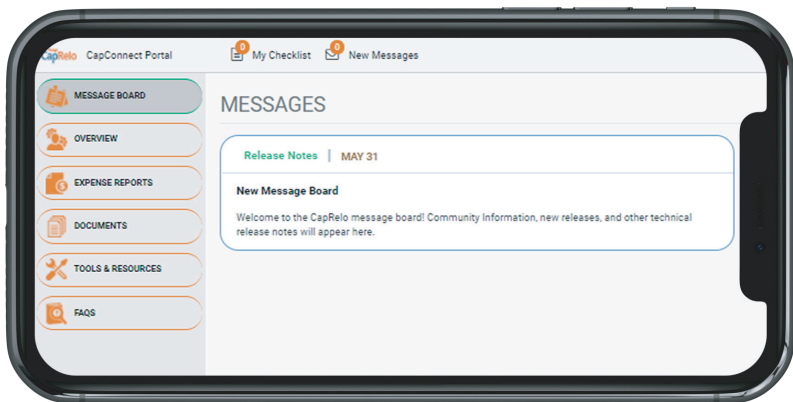 CapRelo CapConnect Portal
0 My Checklist 0 New Messages
MESSAGE BOARD
OVERVIEW
EXPENSE REPORTS
DOCUMENTS
TOOLS & RESOURCES
FAQS
MESSAGES
Release Notes | MAY 31
New Message Board
Welcome to the CapRelo message board! Community Information, new releases, and other technical
release notes will appear here.